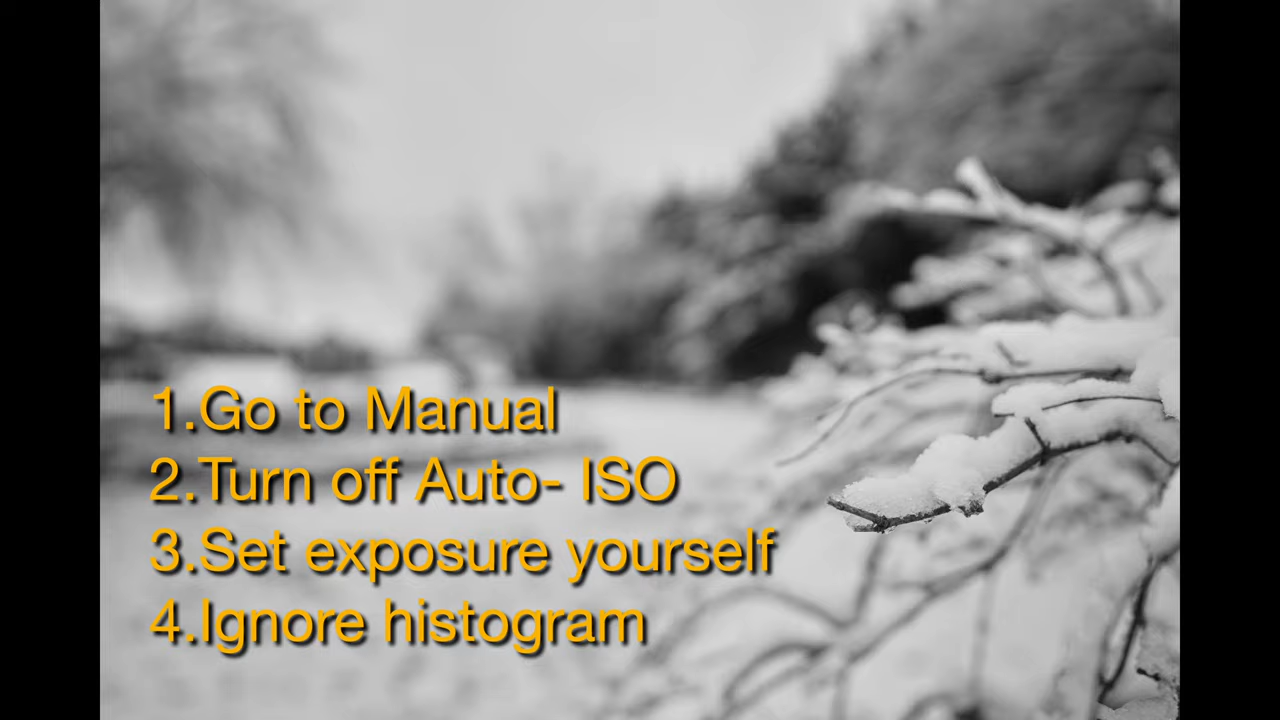 1.Go to Manual
2.Turn off Auto- ISO
3.Set exposure yourself
4.Ignore histogram